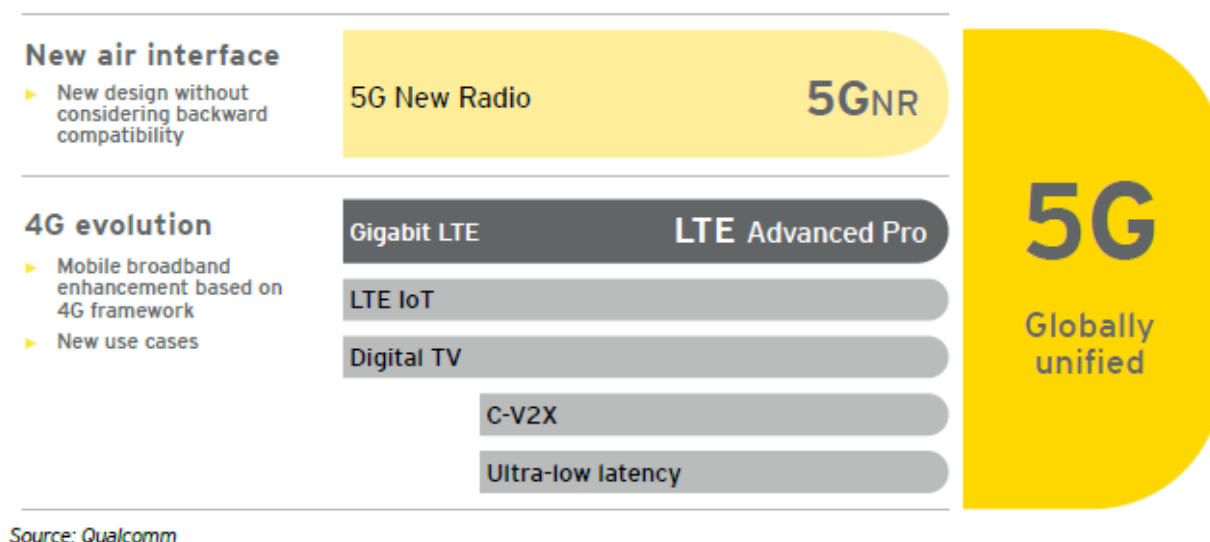 New air interface
► New design without
considering backward
compatibility
5G New Radio
5GNR
4G evolution
► Mobile broadband
enhancement based on
4G framework
► New use cases
Gigabit LTE
LTE Advanced Pro
LTE IoT
Digital TV
C-V2X
Ultra-low latency
5G
Globally
unified
Source: Qualcomm